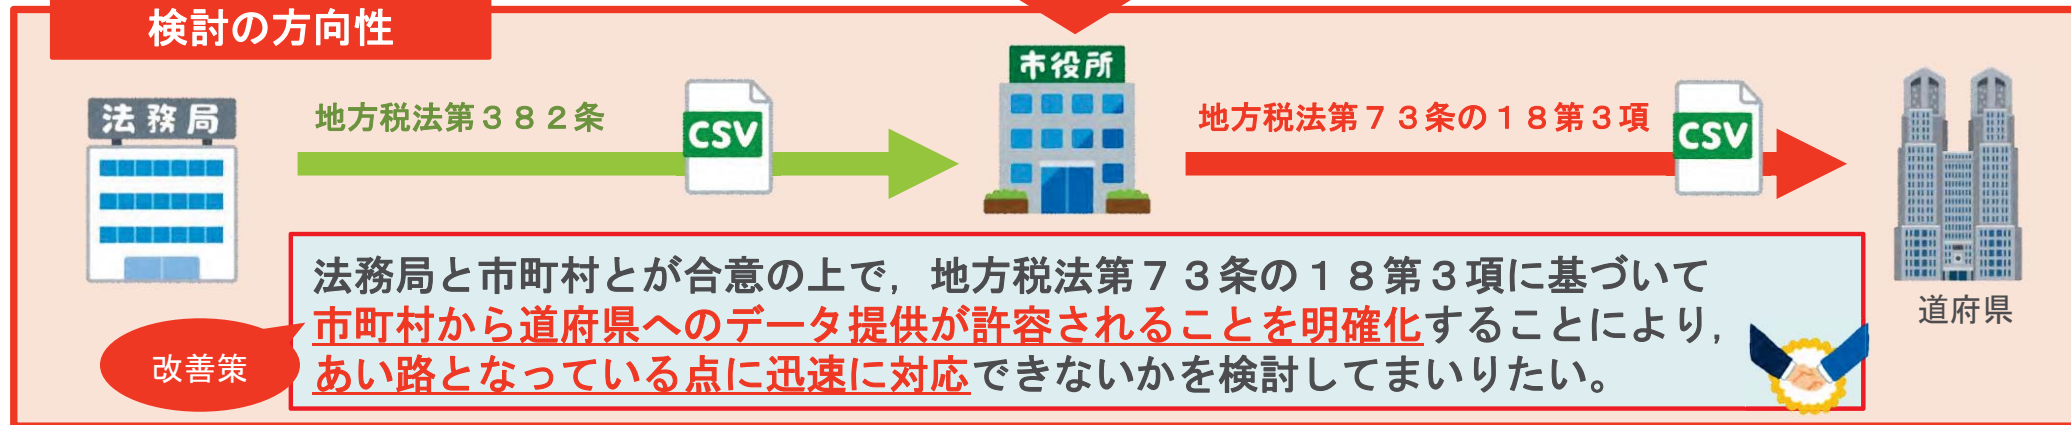 検討の方向性
法務局
地方税法第３８２条
CSV
市役所
地方税法第７３条の１８第３項
CSV
道府県
改善策
法務局と市町村とが合意の上で，地方税法第７３条の１８第３項に基づいて
市町村から道府県へのデータ提供が許容されることを明確化することにより，
あい路となっている点に迅速に対応できないかを検討してまいりたい。